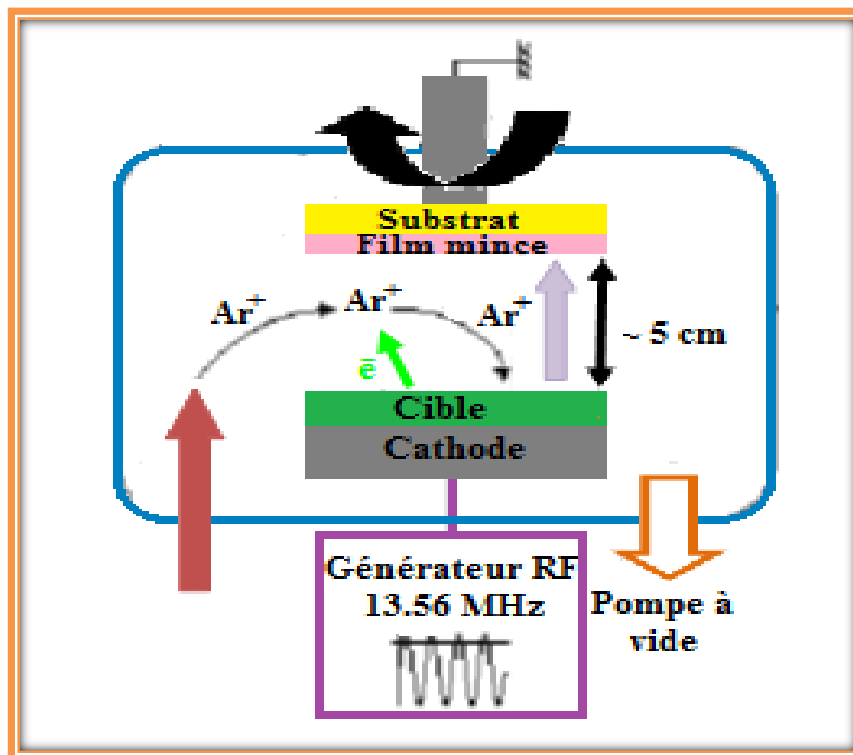 Substrat
Film mince
Ar+
Ar+
Ar+
~ 5 cm
ē
Cible
Cathode
Générateur RF
13.56 MHz
Pompe à
vide